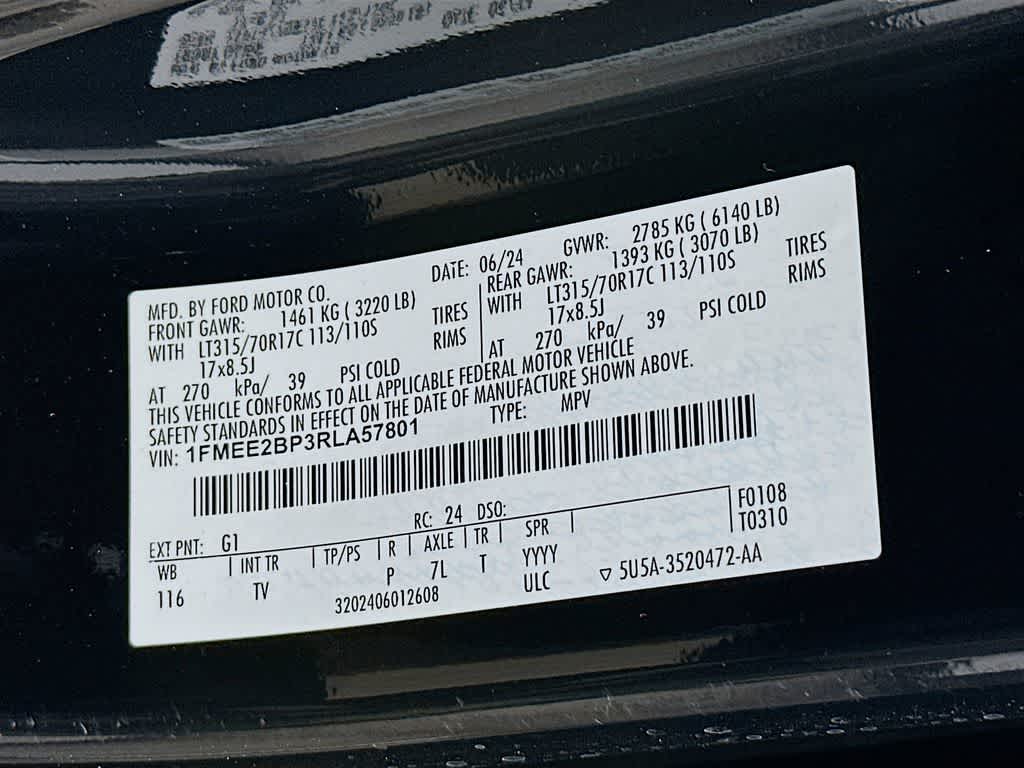 MFD. BY FORD MOTOR CO. DATE: 06/24 GVWR: 2785 KG ( 6140 LB)
FRONT GAWR: 1461 KG ( 3220 LB) REAR GAWR: 1393 KG ( 3070 LB)
WITH LT315/70R17C 113/110S TIRES WITH LT315/70R17C 113/110S TIRES
17x8.5J RIMS 17x8.5J RIMS
AT 270 kPa/ 39 PSI COLD AT 270 kPa/ 39 PSI COLD
THIS VEHICLE CONFORMS TO ALL APPLICABLE FEDERAL MOTOR VEHICLE
SAFETY STANDARDS IN EFFECT ON THE DATE OF MANUFACTURE SHOWN ABOVE.
VIN: 1FMEE2BP3RLA57801 TYPE: MPV
EXT PNT: G1 RC: 24 DSO: F0108
WB INT TR TP/PS R AXLE TR SPR T0310
116 TV P 7L T YYYY
3202406012608 ULC ▽ 5U5A-3520472-AA